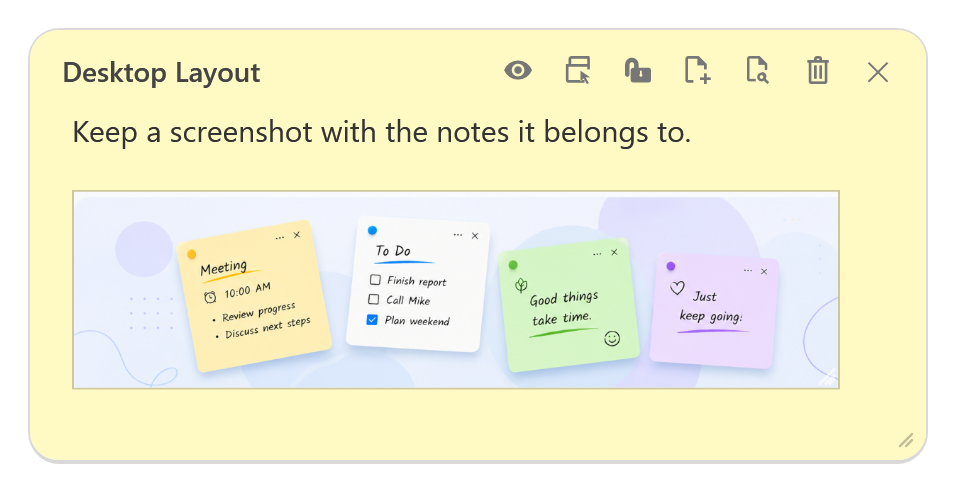 Desktop Layout
Keep a screenshot with the notes it belongs to.
Meeting
10:00 AM
• Review progress
• Discuss next steps
To Do
Finish report
Call Mike
Plan weekend
Good things
take time.
Just
keep going!